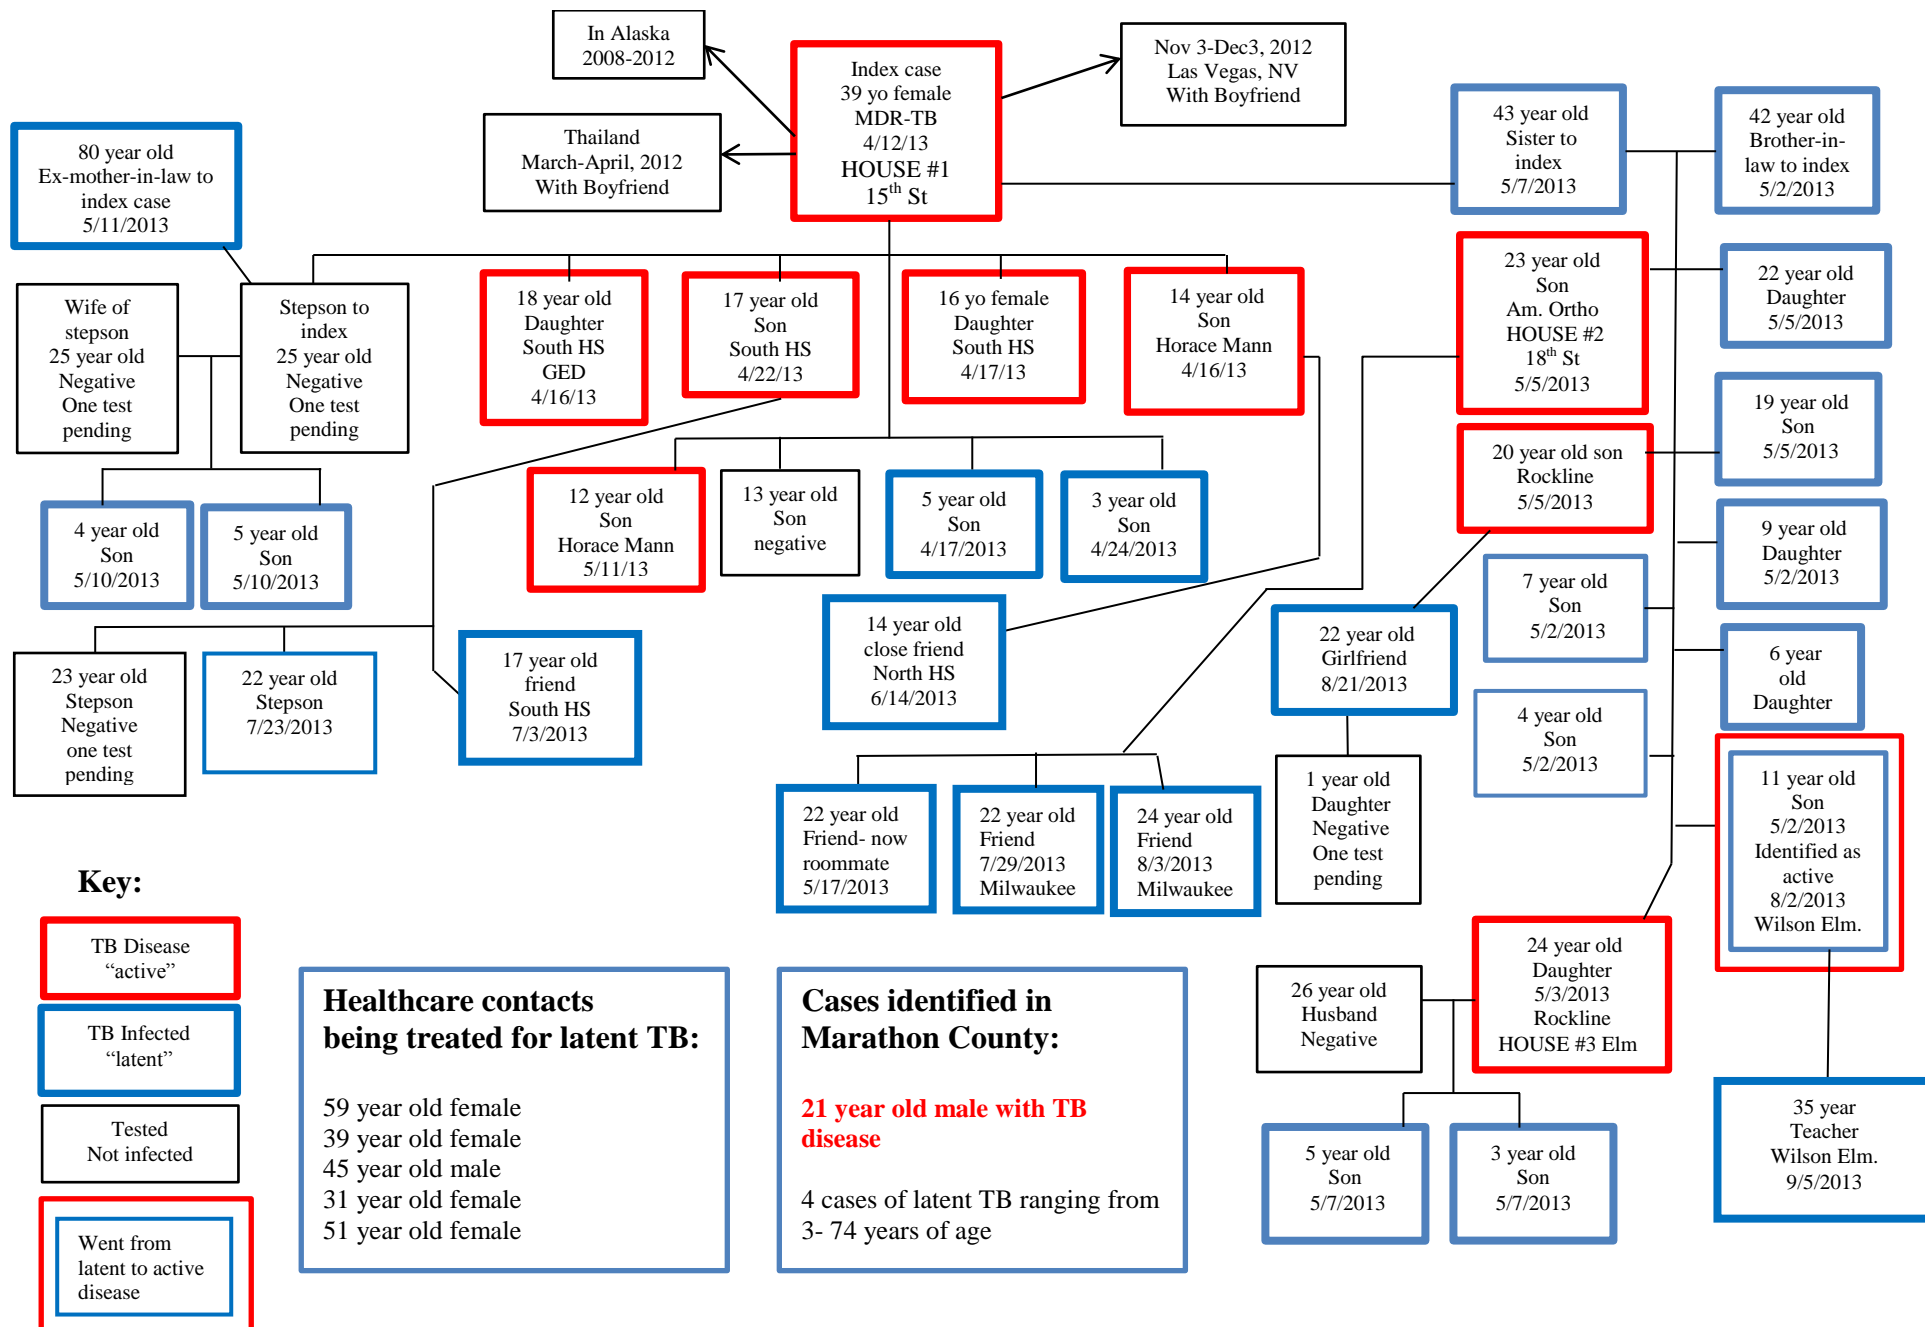 In Alaska
2008-2012
Index case
39 yo female
MDR-TB
4/12/13
HOUSE #1
15th St
Nov 3-Dec3, 2012
Las Vegas, NV
With Boyfriend
Thailand
March-April, 2012
With Boyfriend
43 year old
Sister to
index
5/7/2013
42 year old
Brother-in-
law to index
5/2/2013
80 year old
Ex-mother-in-law to
index case
5/11/2013
Wife of
stepson
25 year old
Negative
One test
pending
Stepson to
index
25 year old
Negative
One test
pending
18 year old
Daughter
South HS
GED
4/16/13
17 year old
Son
South HS
4/22/13
16 yo female
Daughter
South HS
4/17/13
14 year old
Son
Horace Mann
4/16/13
23 year old
Son
Am. Ortho
HOUSE #2
18th St
5/5/2013
22 year old
Daughter
5/5/2013
20 year old son
Rockline
5/5/2013
19 year old
Son
5/5/2013
4 year old
Son
5/10/2013
5 year old
Son
5/10/2013
12 year old
Son
Horace Mann
5/11/13
13 year old
Son
negative
5 year old
Son
4/17/2013
3 year old
Son
4/24/2013
9 year old
Daughter
5/2/2013
7 year old
Son
5/2/2013
23 year old
Stepson
Negative
one test
pending
22 year old
Stepson
7/23/2013
17 year old
friend
South HS
7/3/2013
14 year old
close friend
North HS
6/14/2013
22 year old
Girlfriend
8/21/2013
6 year
old
Daughter
4 year old
Son
5/2/2013
22 year old
Friend- now
roommate
5/17/2013
22 year old
Friend
7/29/2013
Milwaukee
24 year old
Friend
8/3/2013
Milwaukee
1 year old
Daughter
Negative
One test
pending
11 year old
Son
5/2/2013
Identified as
active
8/2/2013
Wilson Elm.
Key:
TB Disease
“active”
TB Infected
“latent”
Tested
Not infected
Went from
latent to active
disease
Healthcare contacts
being treated for latent TB:
59 year old female
39 year old female
45 year old male
31 year old female
51 year old female
Cases identified in
Marathon County:
21 year old male with TB
disease
4 cases of latent TB ranging from
3- 74 years of age
26 year old
Husband
Negative
24 year old
Daughter
5/3/2013
Rockline
HOUSE #3 Elm
5 year old
Son
5/7/2013
3 year old
Son
5/7/2013
35 year
Teacher
Wilson Elm.
9/5/2013